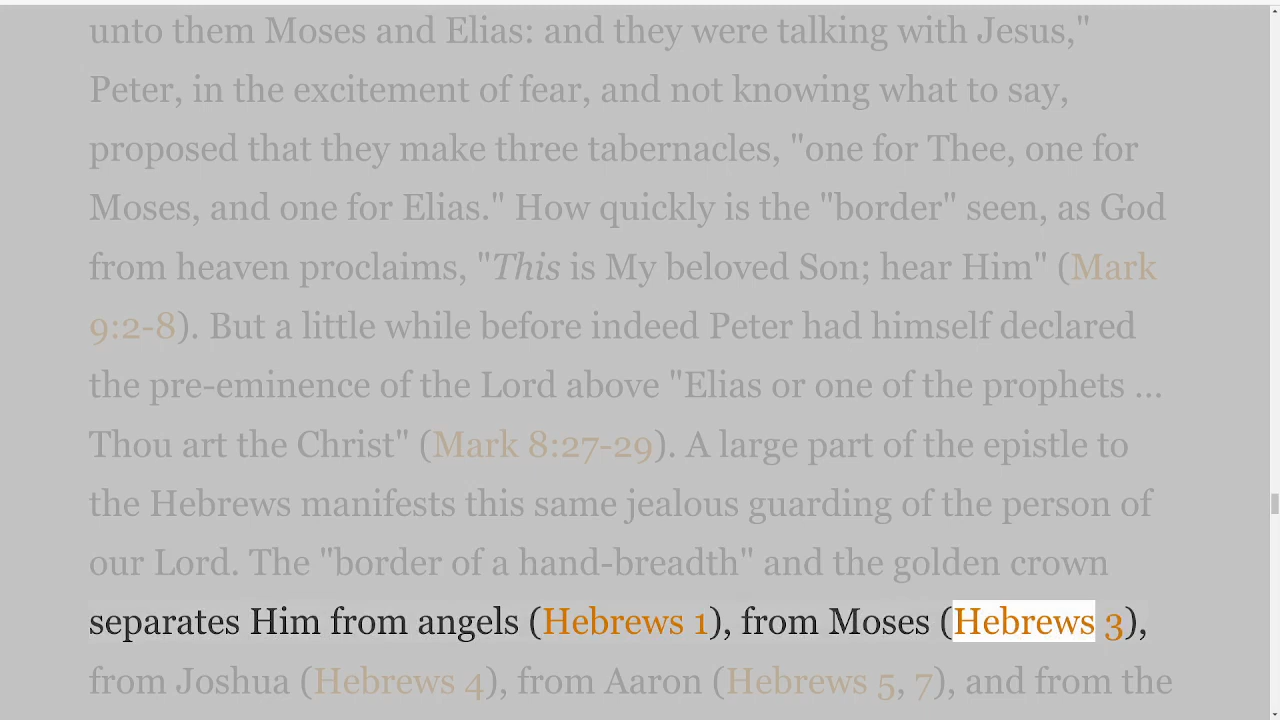 unto them Moses and Elias: and they were talking with Jesus,"
Peter, in the excitement of fear, and not knowing what to say,
proposed that they make three tabernacles, "one for Thee, one for
Moses, and one for Elias." How quickly is the "border" seen, as God
from heaven proclaims, "This is My beloved Son; hear Him" (Mark
9:2-8). But a little while before indeed Peter had himself declared
the pre-eminence of the Lord above "Elias or one of the prophets ...
Thou art the Christ" (Mark 8:27-29). A large part of the epistle to
the Hebrews manifests this same jealous guarding of the person of
our Lord. The "border of a hand-breadth" and the golden crown
separates Him from angels (Hebrews 1), from Moses (Hebrews 3),
from Joshua (Hebrews 4), from Aaron (Hebrews 5, 7), and from the